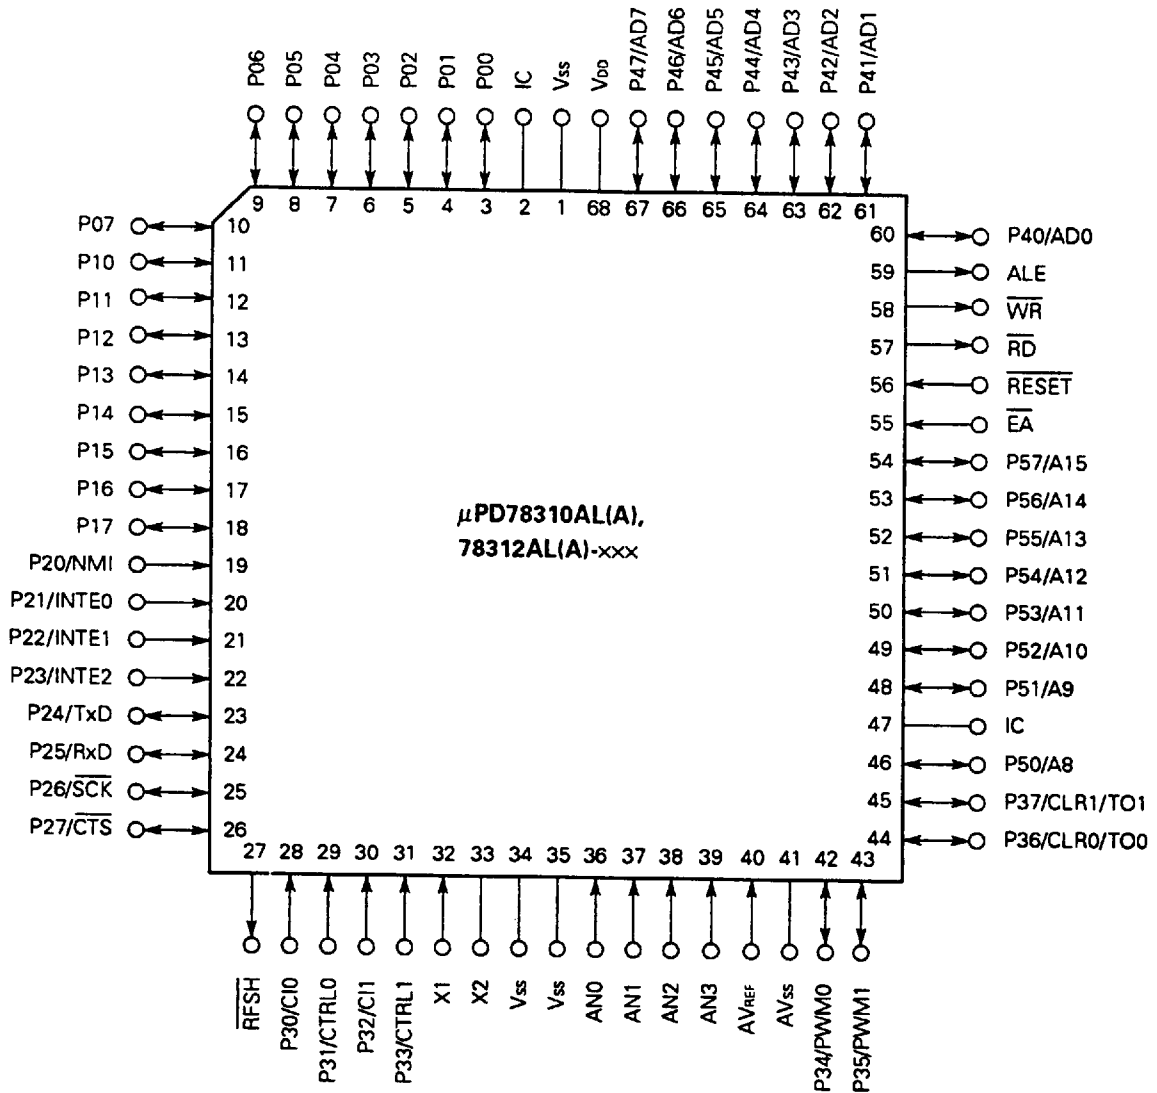 P06 P05 P04 P03 P02 P01 P00 IC Vss VDD P47/AD7 P46/AD6 P45/AD5 P44/AD4 P43/AD3 P42/AD2 P41/AD1
9 8 7 6 5 4 3 2 1 68 67 66 65 64 63 62 61
P07 10
P10 11
P11 12
P12 13
P13 14
P14 15
P15 16
P16 17
P17 18
P20/NMI 19
P21/INTE0 20
P22/INTE1 21
P23/INTE2 22
P24/TxD 23
P25/RxD 24
P26/S̅C̅K̅ 25
P27/C̅T̅S̅ 26
μPD78310AL(A),
78312AL(A)-×××
60 P40/AD0
59 ALE
58 W̅R̅
57 R̅D̅
56 R̅E̅S̅E̅T̅
55 E̅A̅
54 P57/A15
53 P56/A14
52 P55/A13
51 P54/A12
50 P53/A11
49 P52/A10
48 P51/A9
47 IC
46 P50/A8
45 P37/CLR1/TO1
44 P36/CLR0/TO0
27 28 29 30 31 32 33 34 35 36 37 38 39 40 41 42 43
R̅F̅S̅H̅ P30/CI0 P31/CTRL0 P32/CI1 P33/CTRL1 X1 X2 Vss Vss AN0 AN1 AN2 AN3 AVREF AVss P34/PWM0 P35/PWM1